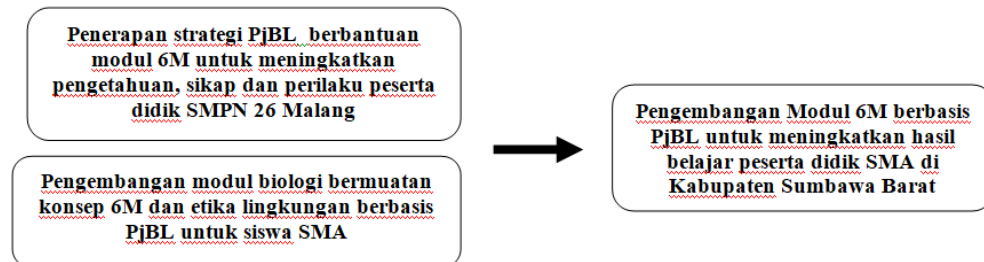 Penerapan strategi PjBL berbantuan
modul 6M untuk meningkatkan
pengetahuan, sikap dan perilaku peserta
didik SMPN 26 Malang
Pengembangan modul biologi bermuatan
konsep 6M dan etika lingkungan berbasis
PjBL untuk siswa SMA
Pengembangan Modul 6M berbasis
PjBL untuk meningkatkan hasil
belajar peserta didik SMA di
Kabupaten Sumbawa Barat